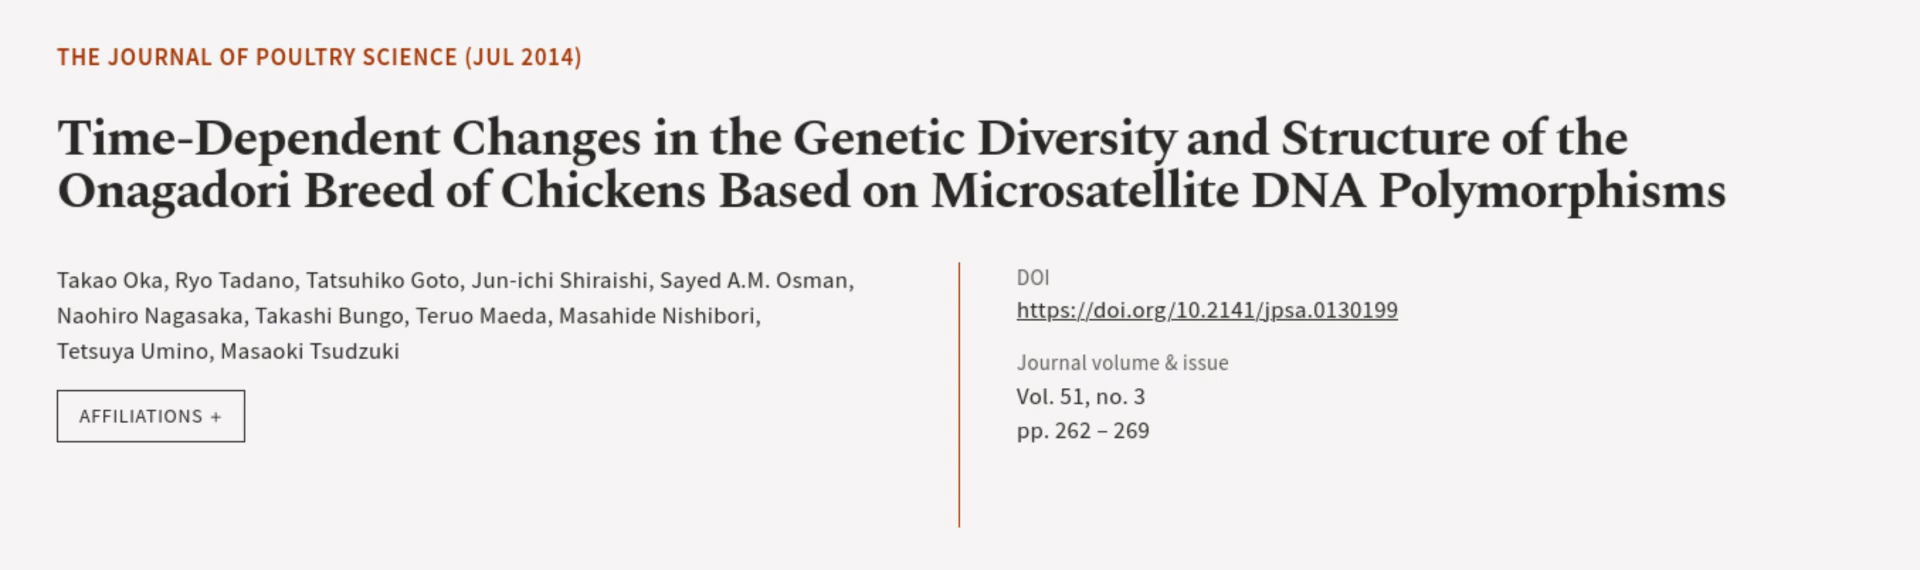 THE JOURNAL OF POULTRY SCIENCE (JUL 2014)
Time-Dependent Changes in the Genetic Diversity and Structure of the
Onagadori Breed of Chickens Based on Microsatellite DNA Polymorphisms
Takao Oka, Ryo Tadano, Tatsuhiko Goto, Jun-ichi Shiraishi, Sayed A.M. Osman,
Naohiro Nagasaka, Takashi Bungo, Teruo Maeda, Masahide Nishibori,
Tetsuya Umino, Masaoki Tsudzuki
AFFILIATIONS +
DOI
https://doi.org/10.2141/jpsa.0130199
Journal volume & issue
Vol. 51, no. 3
pp. 262 – 269